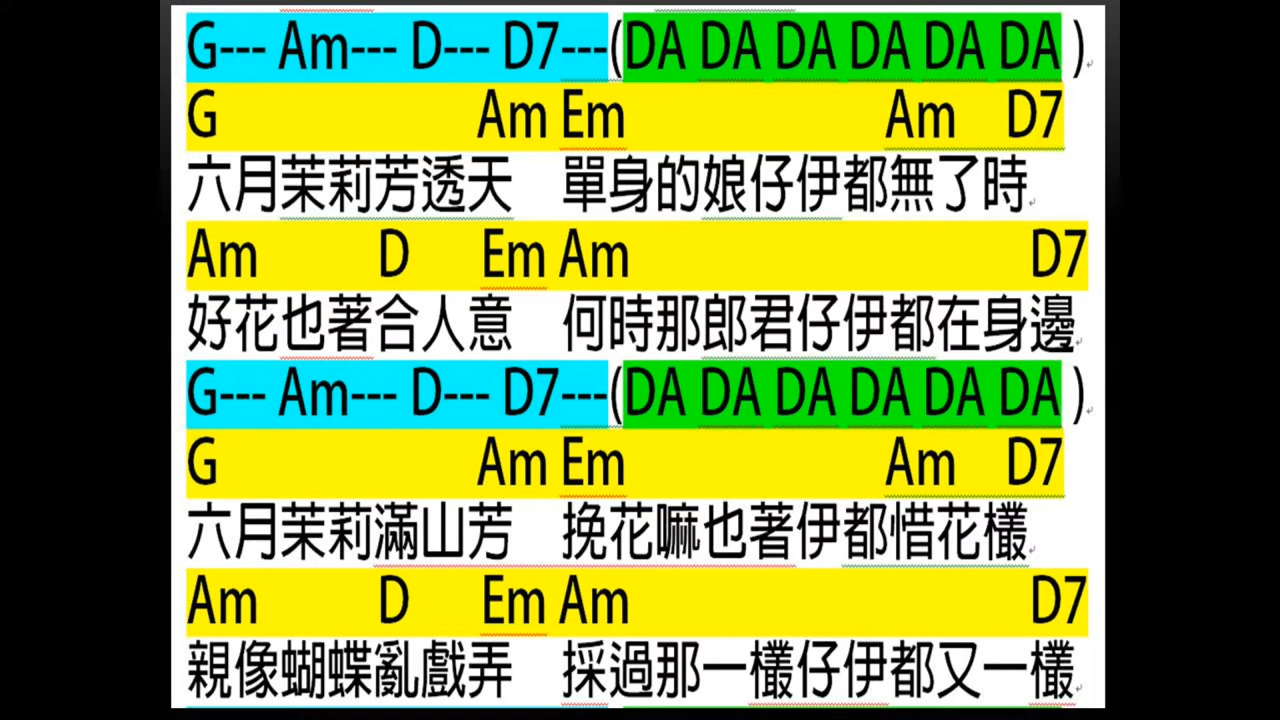 G--- Am--- D--- D7---(DA DA DA DA DA DA )
G Am Em Am D7
六月茉莉芳透天 單身的娘仔伊都無了時
Am D Em Am D7
好花也著合人意 何時那郎君仔伊都在身邊
G--- Am--- D--- D7---(DA DA DA DA DA DA )
G Am Em Am D7
六月茉莉滿山芳 挽花嘛也著伊都惜花欉
Am D Em Am D7
親像蝴蝶亂戲弄 採過那一欉仔伊都又一欉